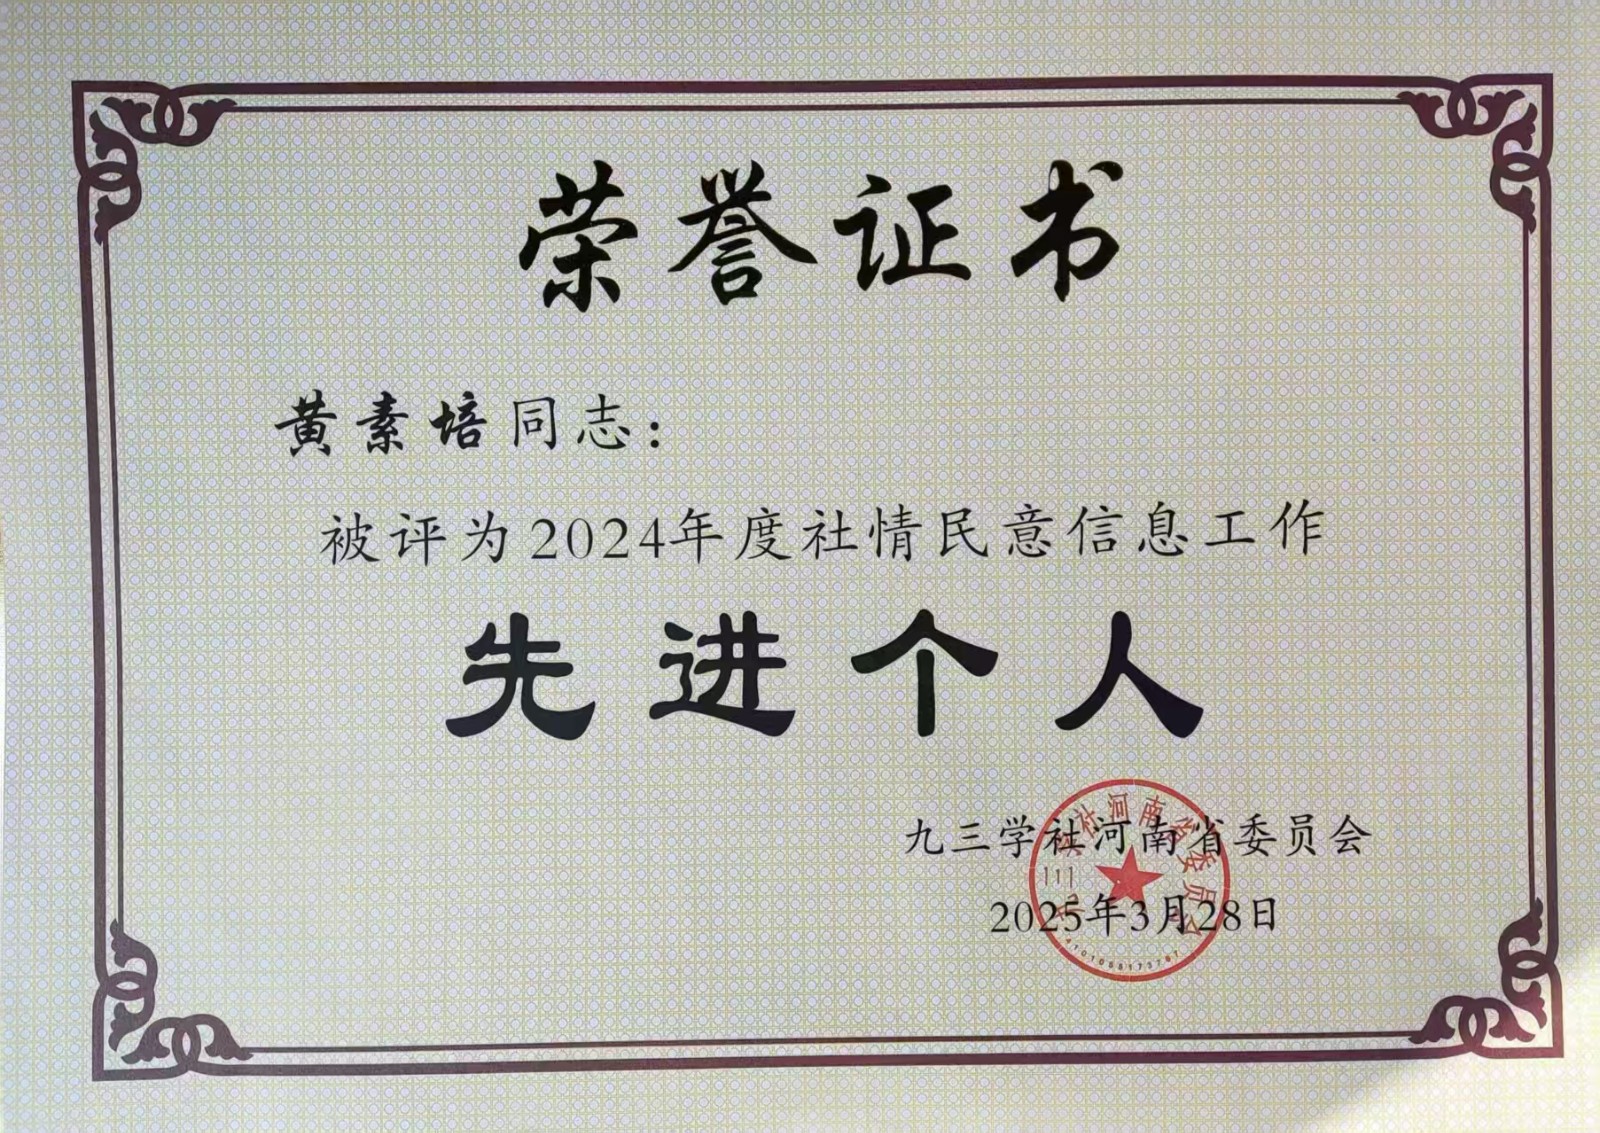 荣誉证书
黄素培同志：
被评为2024年度社情民意信息工作
先进个人
九三学社河南省委员会
2025年3月28日